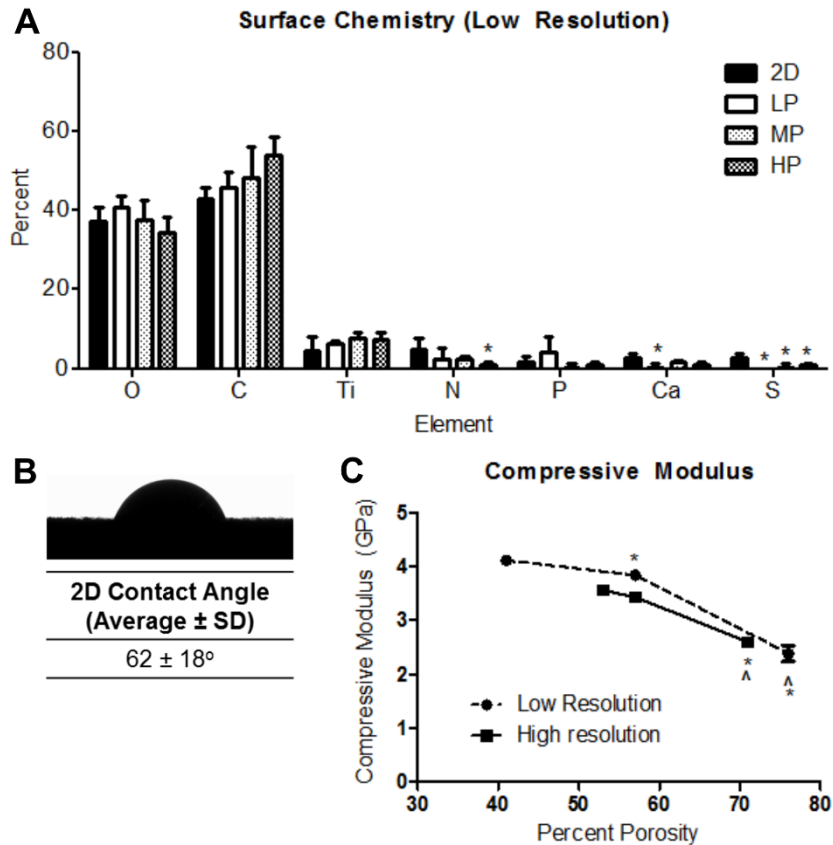 A
Surface Chemistry (Low Resolution)
80
60
40
20
0
Percent
2D
LP
MP
HP
*
*
* * *
O C Ti N P Ca S
Element
B
2D Contact Angle
(Average ± SD)
62 ± 18º
C
Compressive Modulus
5
4
3
2
1
0
Compressive Modulus (GPa)
*
*
^
^
*
Low Resolution
High resolution
30 40 50 60 70 80
Percent Porosity